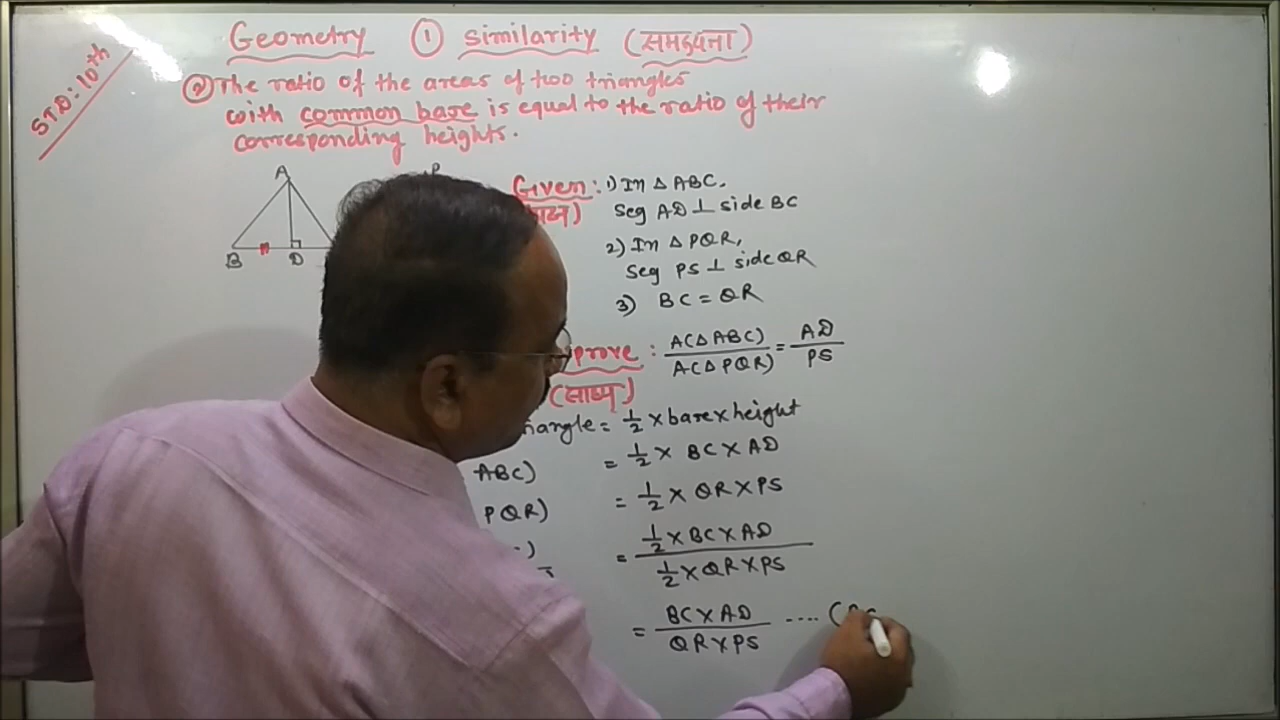 STD: 10th
Geometry ① similarity (समरूपता)
② The ratio of the areas of two triangles
with common base is equal to the ratio of their
corresponding heights.
A
P
B
D
Given : 1) In △ ABC,
Seg AD ⊥ side BC
2) In △ PQR,
Seg PS ⊥ side QR
3) BC = QR
prove : A(△ ABC) / A(△ PQR) = AD / PS
(साध्य)
= 1/2 × base × height
ABC) = 1/2 × BC × AD
PQR) = 1/2 × QR × PS
) = 1/2 × BC × AD / 1/2 × QR × PS
= BC × AD / QR × PS .... (